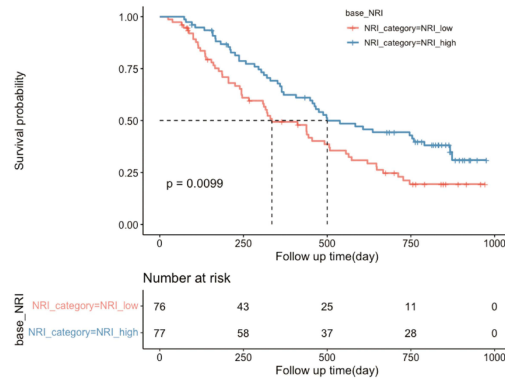 base_NRI
NRI_category=NRI_low
NRI_category=NRI_high
Survival probability
1.00
0.75
0.50
0.25
0.00
p = 0.0099
0 250 500 750 1000
Follow up time(day)
Number at risk
base_NRI
NRI_category=NRI_low 76 43 25 11 0
NRI_category=NRI_high 77 58 37 28 0
0 250 500 750 1000
Follow up time(day)